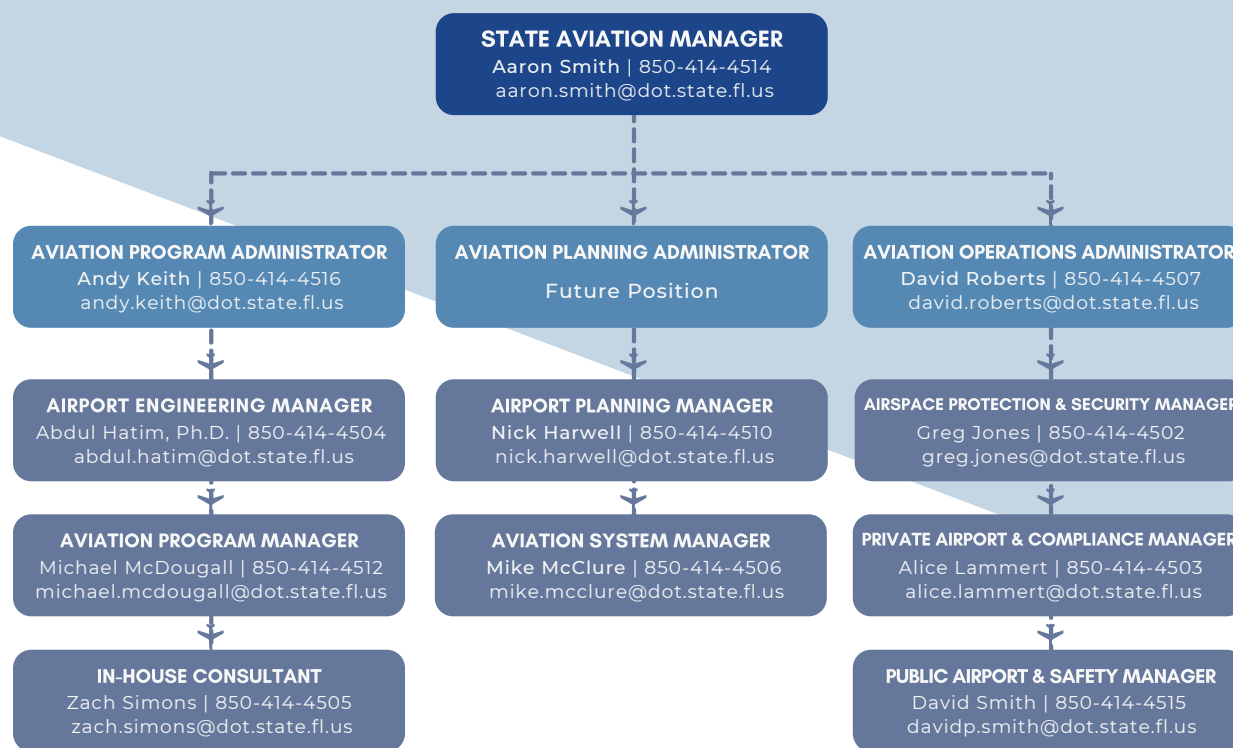 STATE AVIATION MANAGER
Aaron Smith | 850-414-4514
aaron.smith@dot.state.fl.us
AVIATION PROGRAM ADMINISTRATOR
Andy Keith | 850-414-4516
andy.keith@dot.state.fl.us
AVIATION PLANNING ADMINISTRATOR
Future Position
AVIATION OPERATIONS ADMINISTRATOR
David Roberts | 850-414-4507
david.roberts@dot.state.fl.us
AIRPORT ENGINEERING MANAGER
Abdul Hatim, Ph.D. | 850-414-4504
abdul.hatim@dot.state.fl.us
AIRPORT PLANNING MANAGER
Nick Harwell | 850-414-4510
nick.harwell@dot.state.fl.us
AIRSPACE PROTECTION & SECURITY MANAGER
Greg Jones | 850-414-4502
greg.jones@dot.state.fl.us
AVIATION PROGRAM MANAGER
Michael McDougall | 850-414-4512
michael.mcdougall@dot.state.fl.us
AVIATION SYSTEM MANAGER
Mike McClure | 850-414-4506
mike.mcclure@dot.state.fl.us
PRIVATE AIRPORT & COMPLIANCE MANAGER
Alice Lammert | 850-414-4503
alice.lammert@dot.state.fl.us
IN-HOUSE CONSULTANT
Zach Simons | 850-414-4505
zach.simons@dot.state.fl.us
PUBLIC AIRPORT & SAFETY MANAGER
David Smith | 850-414-4515
davidp.smith@dot.state.fl.us